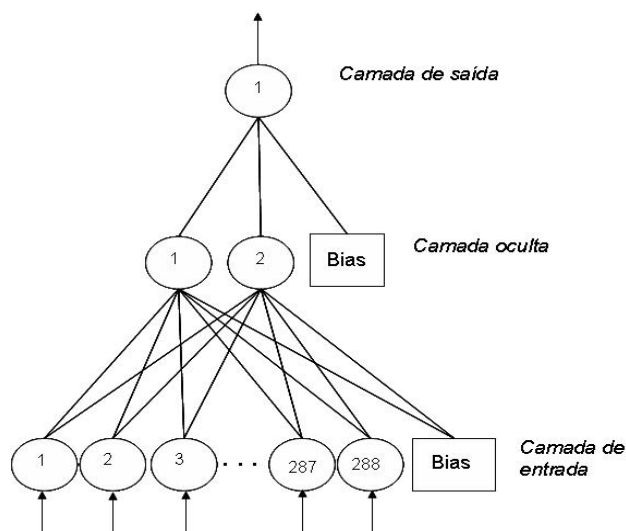 1
Camada de saída
1
2
Bias
Camada oculta
1
2
3
. . .
287
288
Bias
Camada de
entrada